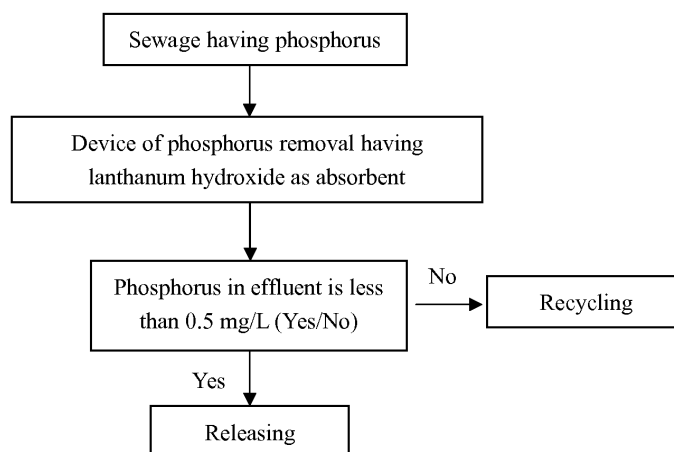 Sewage having phosphorus
Device of phosphorus removal having
lanthanum hydroxide as absorbent
Phosphorus in effluent is less
than 0.5 mg/L (Yes/No)
No
Recycling
Yes
Releasing